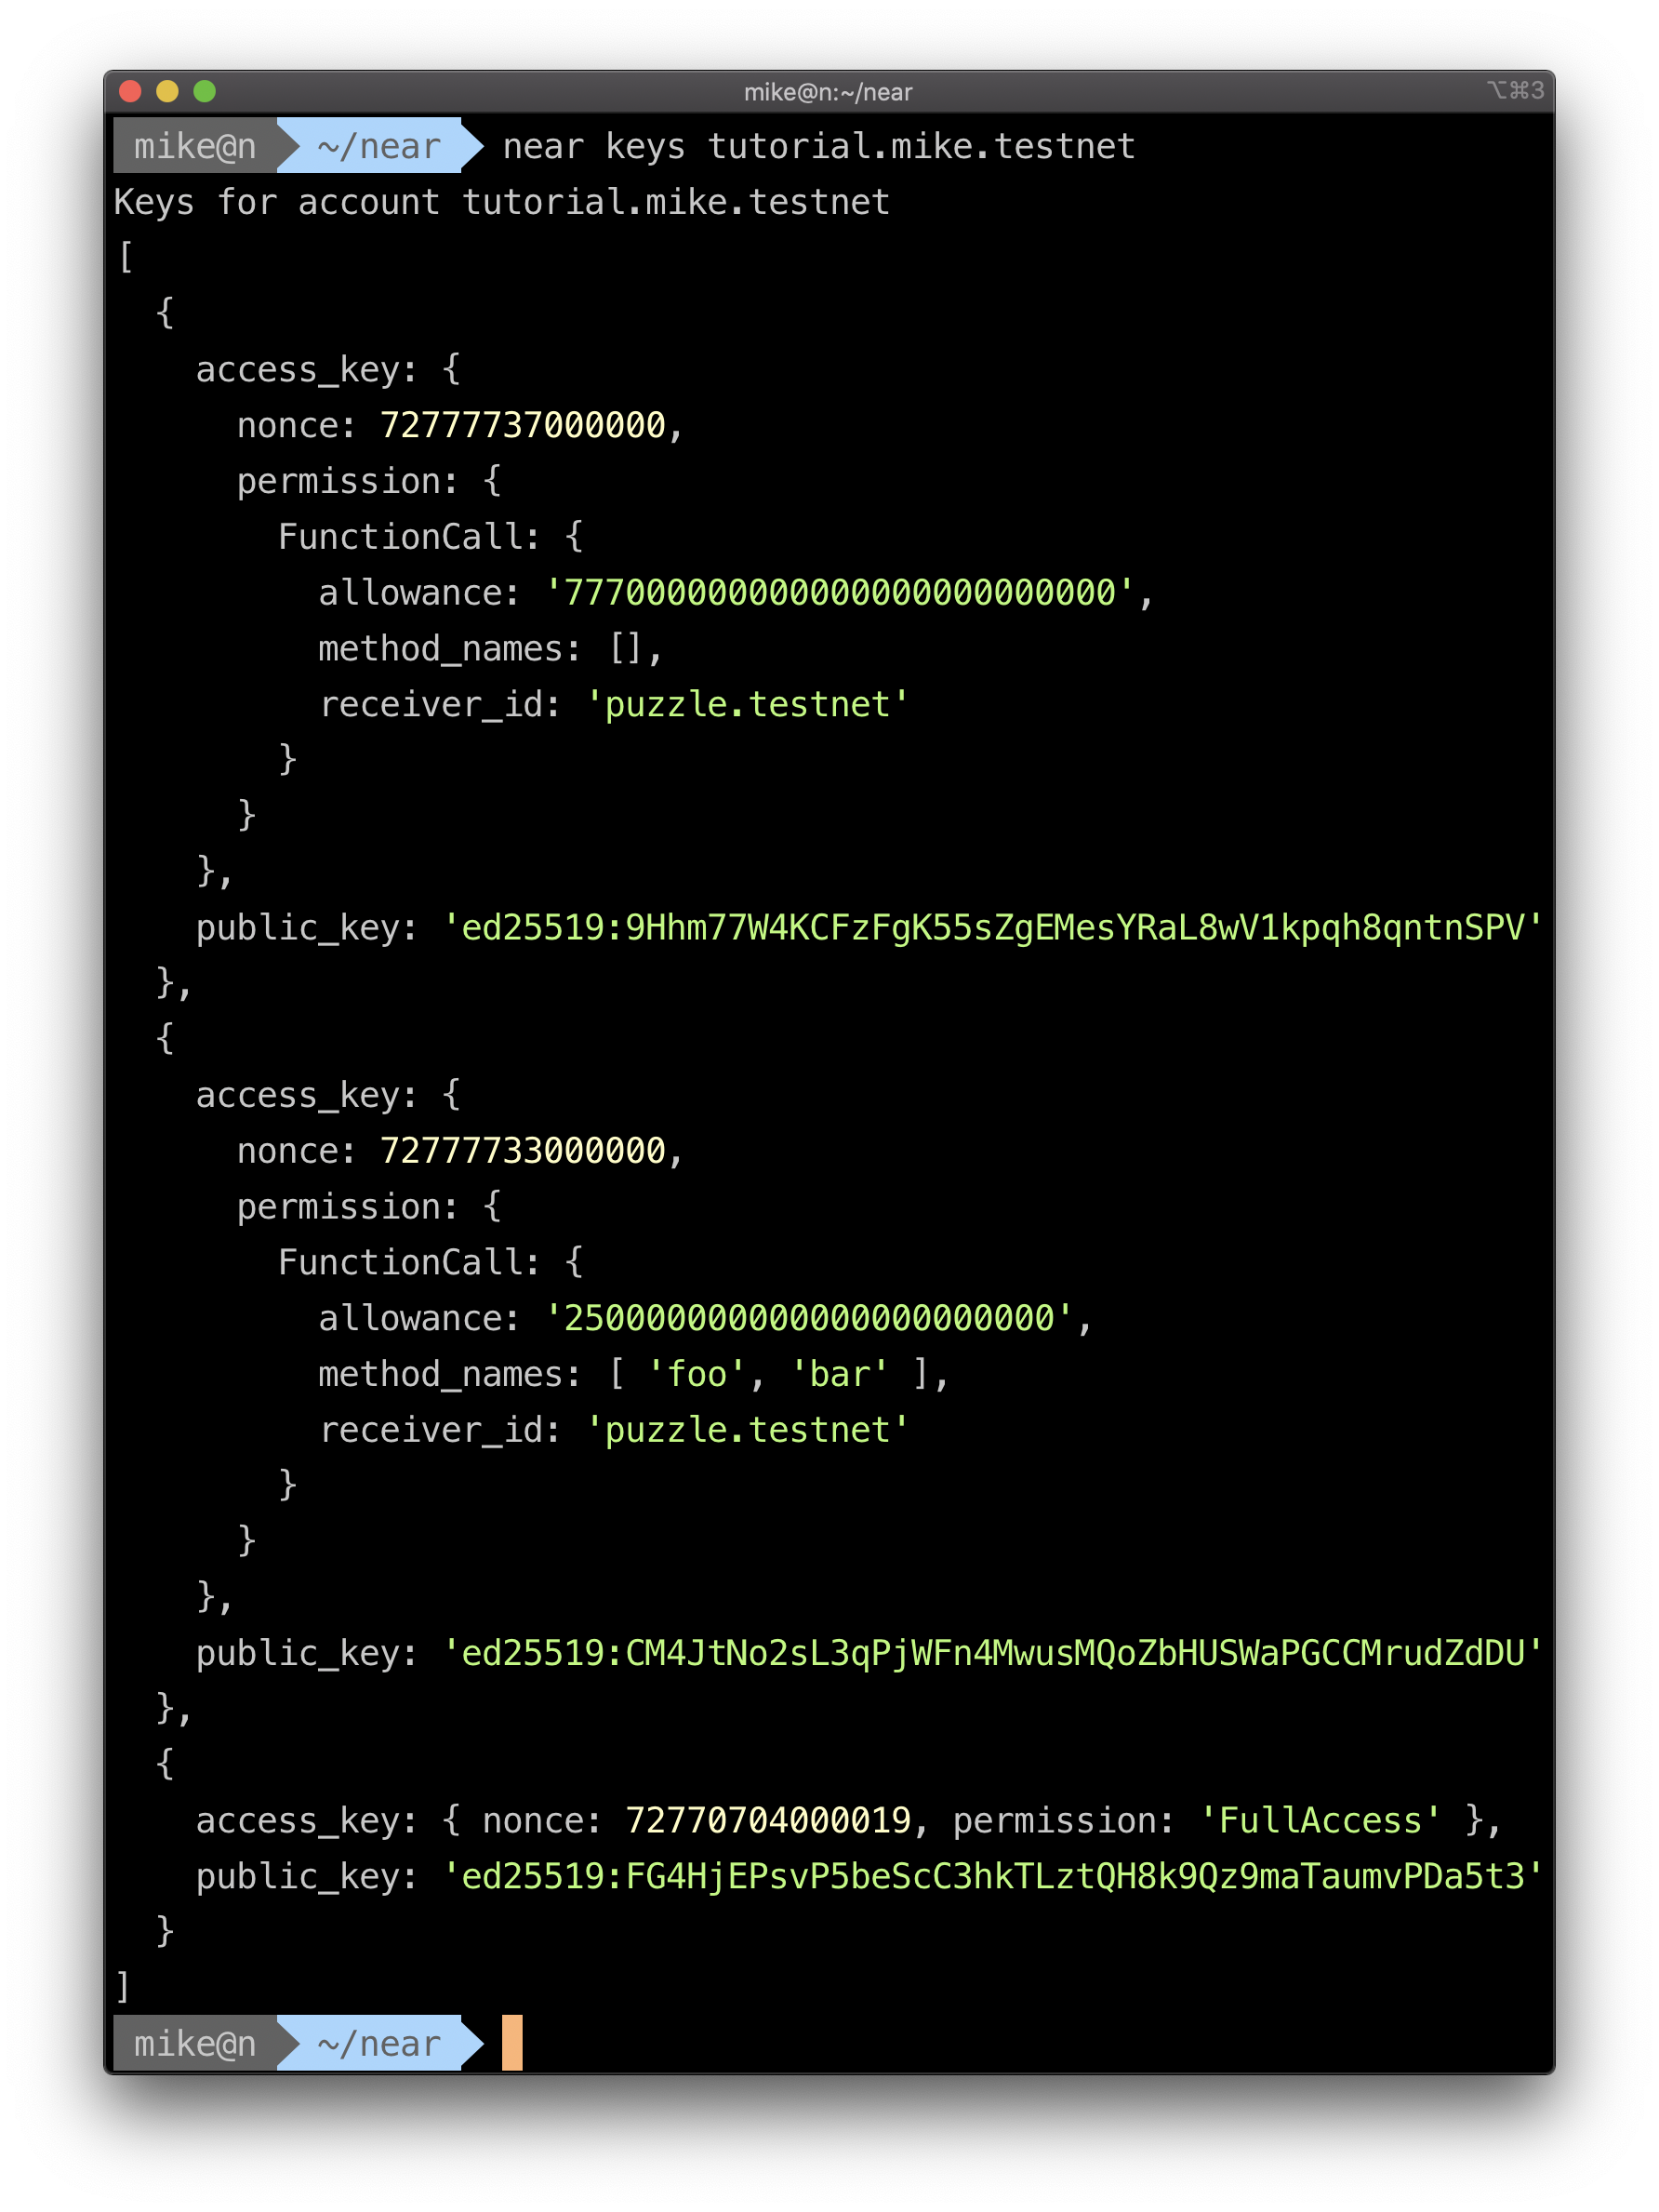 mike@n:~/near
⌥⌘3
mike@n ~/near near keys tutorial.mike.testnet
Keys for account tutorial.mike.testnet
[
  {
    access_key: {
      nonce: 72777737000000,
      permission: {
        FunctionCall: {
          allowance: '777000000000000000000000000',
          method_names: [],
          receiver_id: 'puzzle.testnet'
        }
      }
    },
    public_key: 'ed25519:9Hhm77W4KCFzFgK55sZgEMesYRaL8wV1kpqh8qntnSPV'
  },
  {
    access_key: {
      nonce: 72777733000000,
      permission: {
        FunctionCall: {
          allowance: '250000000000000000000000',
          method_names: [ 'foo', 'bar' ],
          receiver_id: 'puzzle.testnet'
        }
      }
    },
    public_key: 'ed25519:CM4JtNo2sL3qPjWFn4MwusMQoZbHUSWaPGCCMrudZdDU'
  },
  {
    access_key: { nonce: 72770704000019, permission: 'FullAccess' },
    public_key: 'ed25519:FG4HjEPsvP5beScC3hkTLztQH8k9Qz9maTaumvPDa5t3'
  }
]
mike@n ~/near